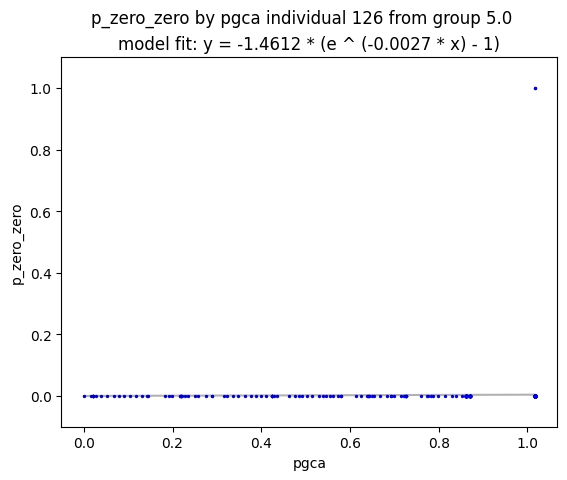 p_zero_zero by pgca individual 126 from group 5.0
model fit: y = -1.4612 * (e ^ (-0.0027 * x) - 1)
1.0
0.8
0.6
0.4
0.2
0.0
p_zero_zero
0.0 0.2 0.4 0.6 0.8 1.0
pgca